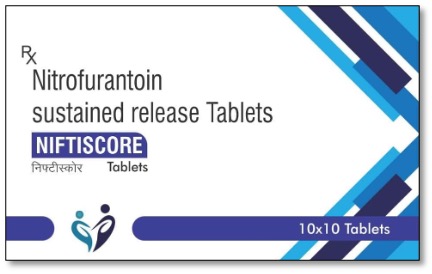 Rx
Nitrofurantoin
sustained release Tablets
NIFTISCORE
निफ्टीस्कोर Tablets
10x10 Tablets